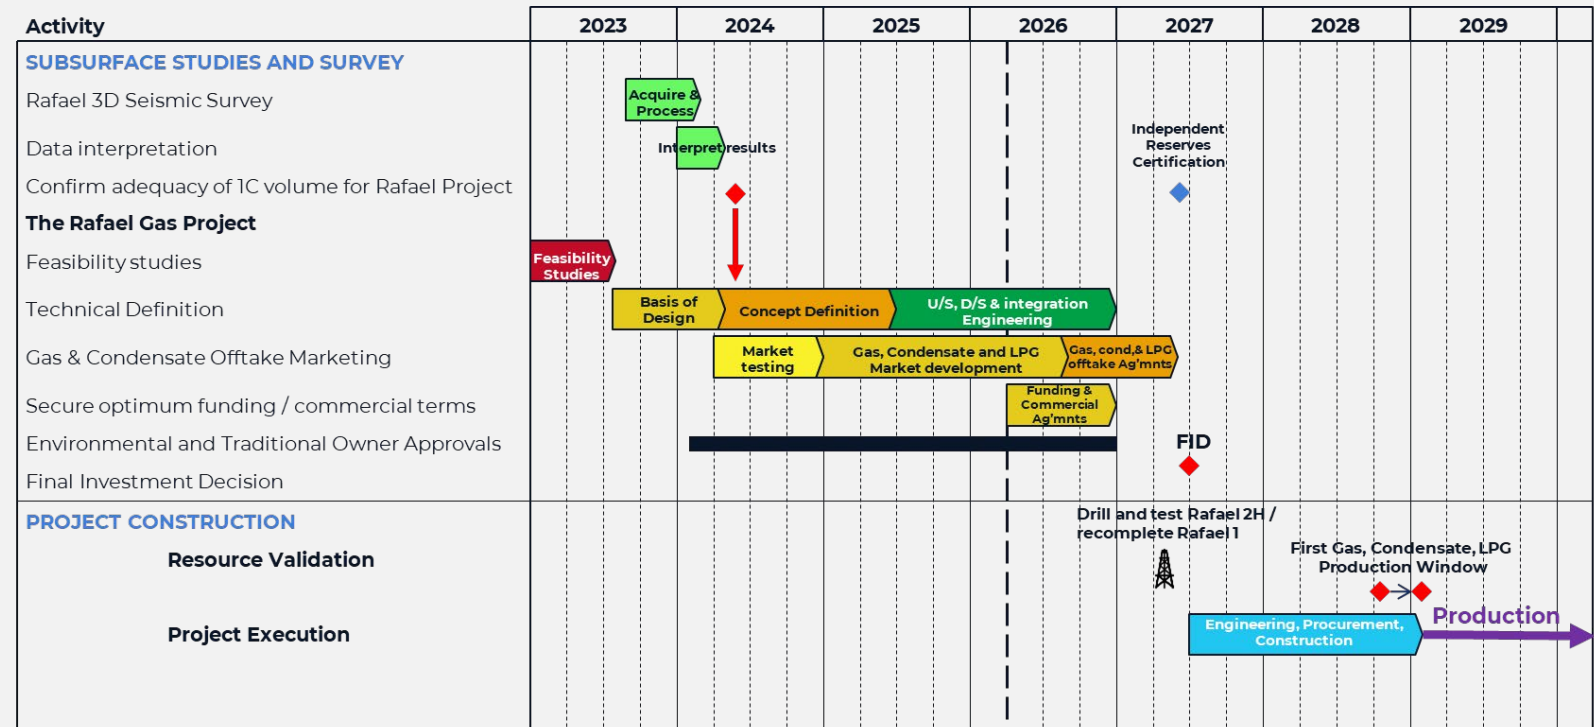 Activity 2023 2024 2025 2026 2027 2028 2029
SUBSURFACE STUDIES AND SURVEY
Rafael 3D Seismic Survey
Acquire &
Process
Data interpretation
Interpret results
Independent
Reserves
Certification
Confirm adequacy of 1C volume for Rafael Project
The Rafael Gas Project
Feasibility studies
Feasibility
Studies
Technical Definition
Basis of
Design
Concept Definition
U/S, D/S & integration
Engineering
Gas & Condensate Offtake Marketing
Market
testing
Gas, Condensate and LPG
Market development
Gas, cond,& LPG
offtake Ag'mnts
Secure optimum funding / commercial terms
Funding &
Commercial
Ag'mnts
Environmental and Traditional Owner Approvals
FID
Final Investment Decision
PROJECT CONSTRUCTION
Drill and test Rafael 2H /
recomplete Rafael 1
Resource Validation
First Gas, Condensate, LPG
Production Window
Project Execution
Engineering, Procurement,
Construction
Production